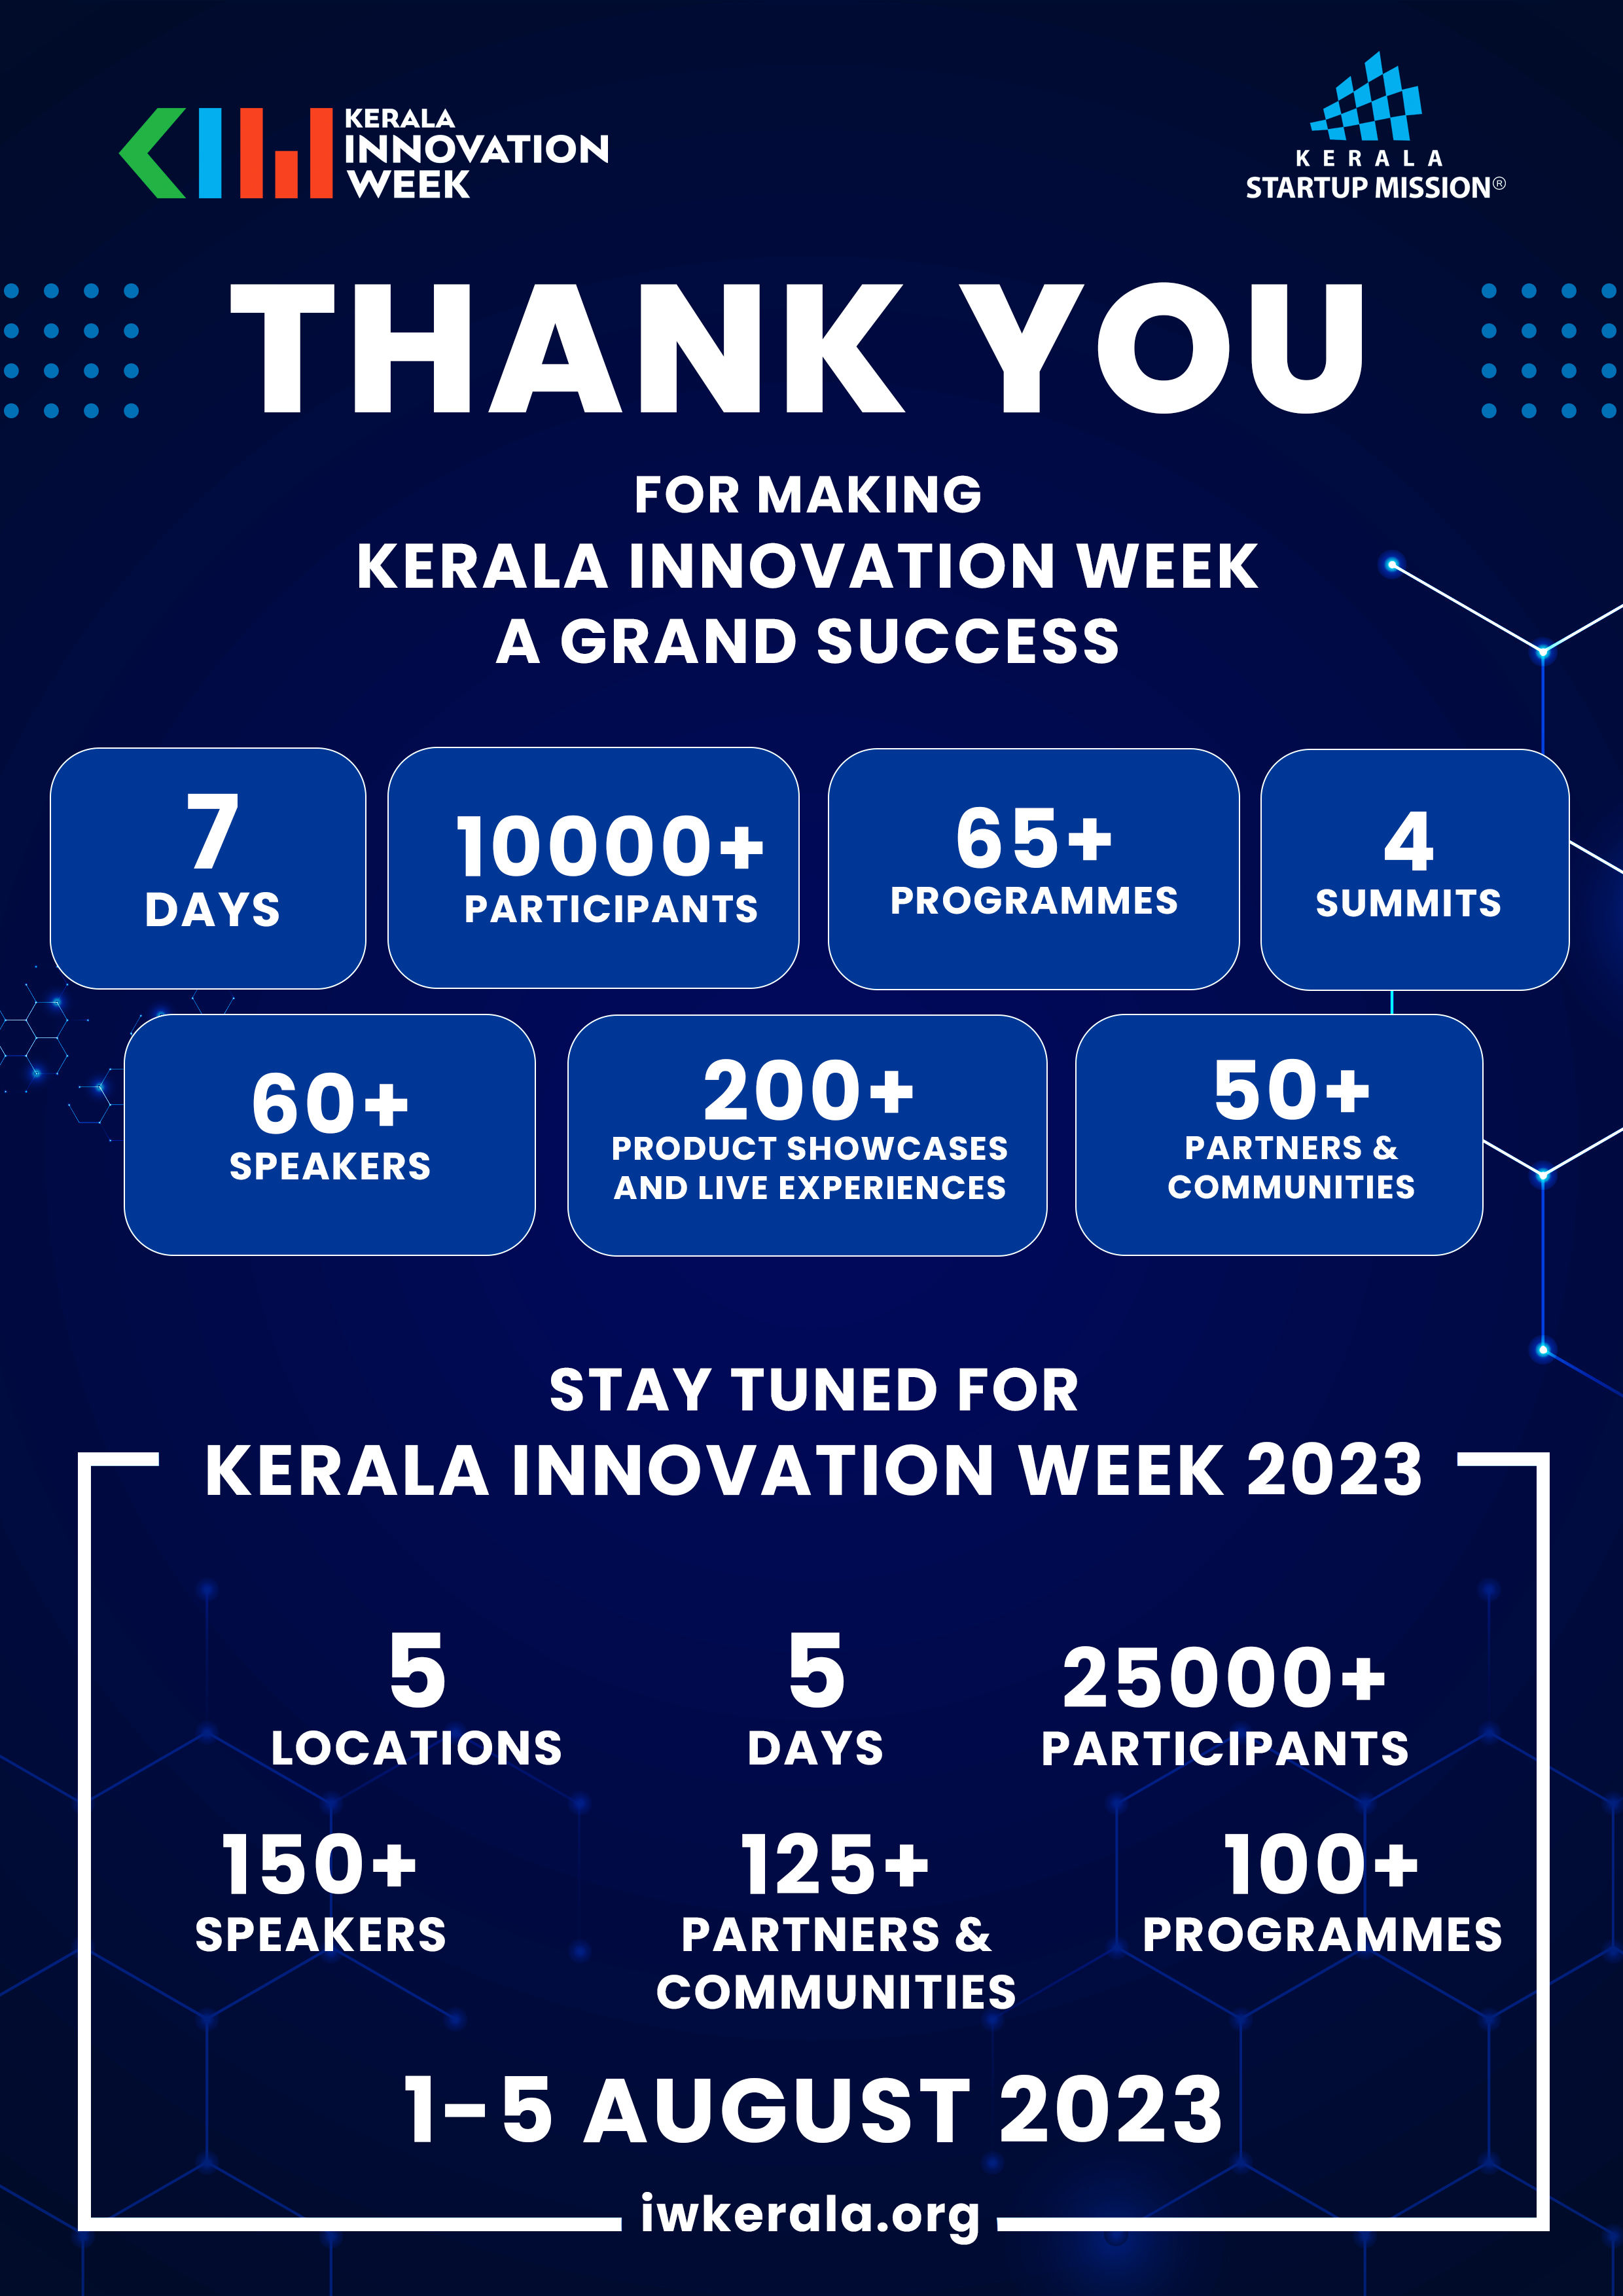 KERALA
INNOVATION
WEEK
KERALA
STARTUP MISSION®
THANK YOU
FOR MAKING
KERALA INNOVATION WEEK
A GRAND SUCCESS
7
DAYS
10000+
PARTICIPANTS
65+
PROGRAMMES
4
SUMMITS
60+
SPEAKERS
200+
PRODUCT SHOWCASES
AND LIVE EXPERIENCES
50+
PARTNERS &
COMMUNITIES
STAY TUNED FOR
KERALA INNOVATION WEEK 2023
5
LOCATIONS
5
DAYS
25000+
PARTICIPANTS
150+
SPEAKERS
125+
PARTNERS &
COMMUNITIES
100+
PROGRAMMES
1-5 AUGUST 2023
iwkerala.org